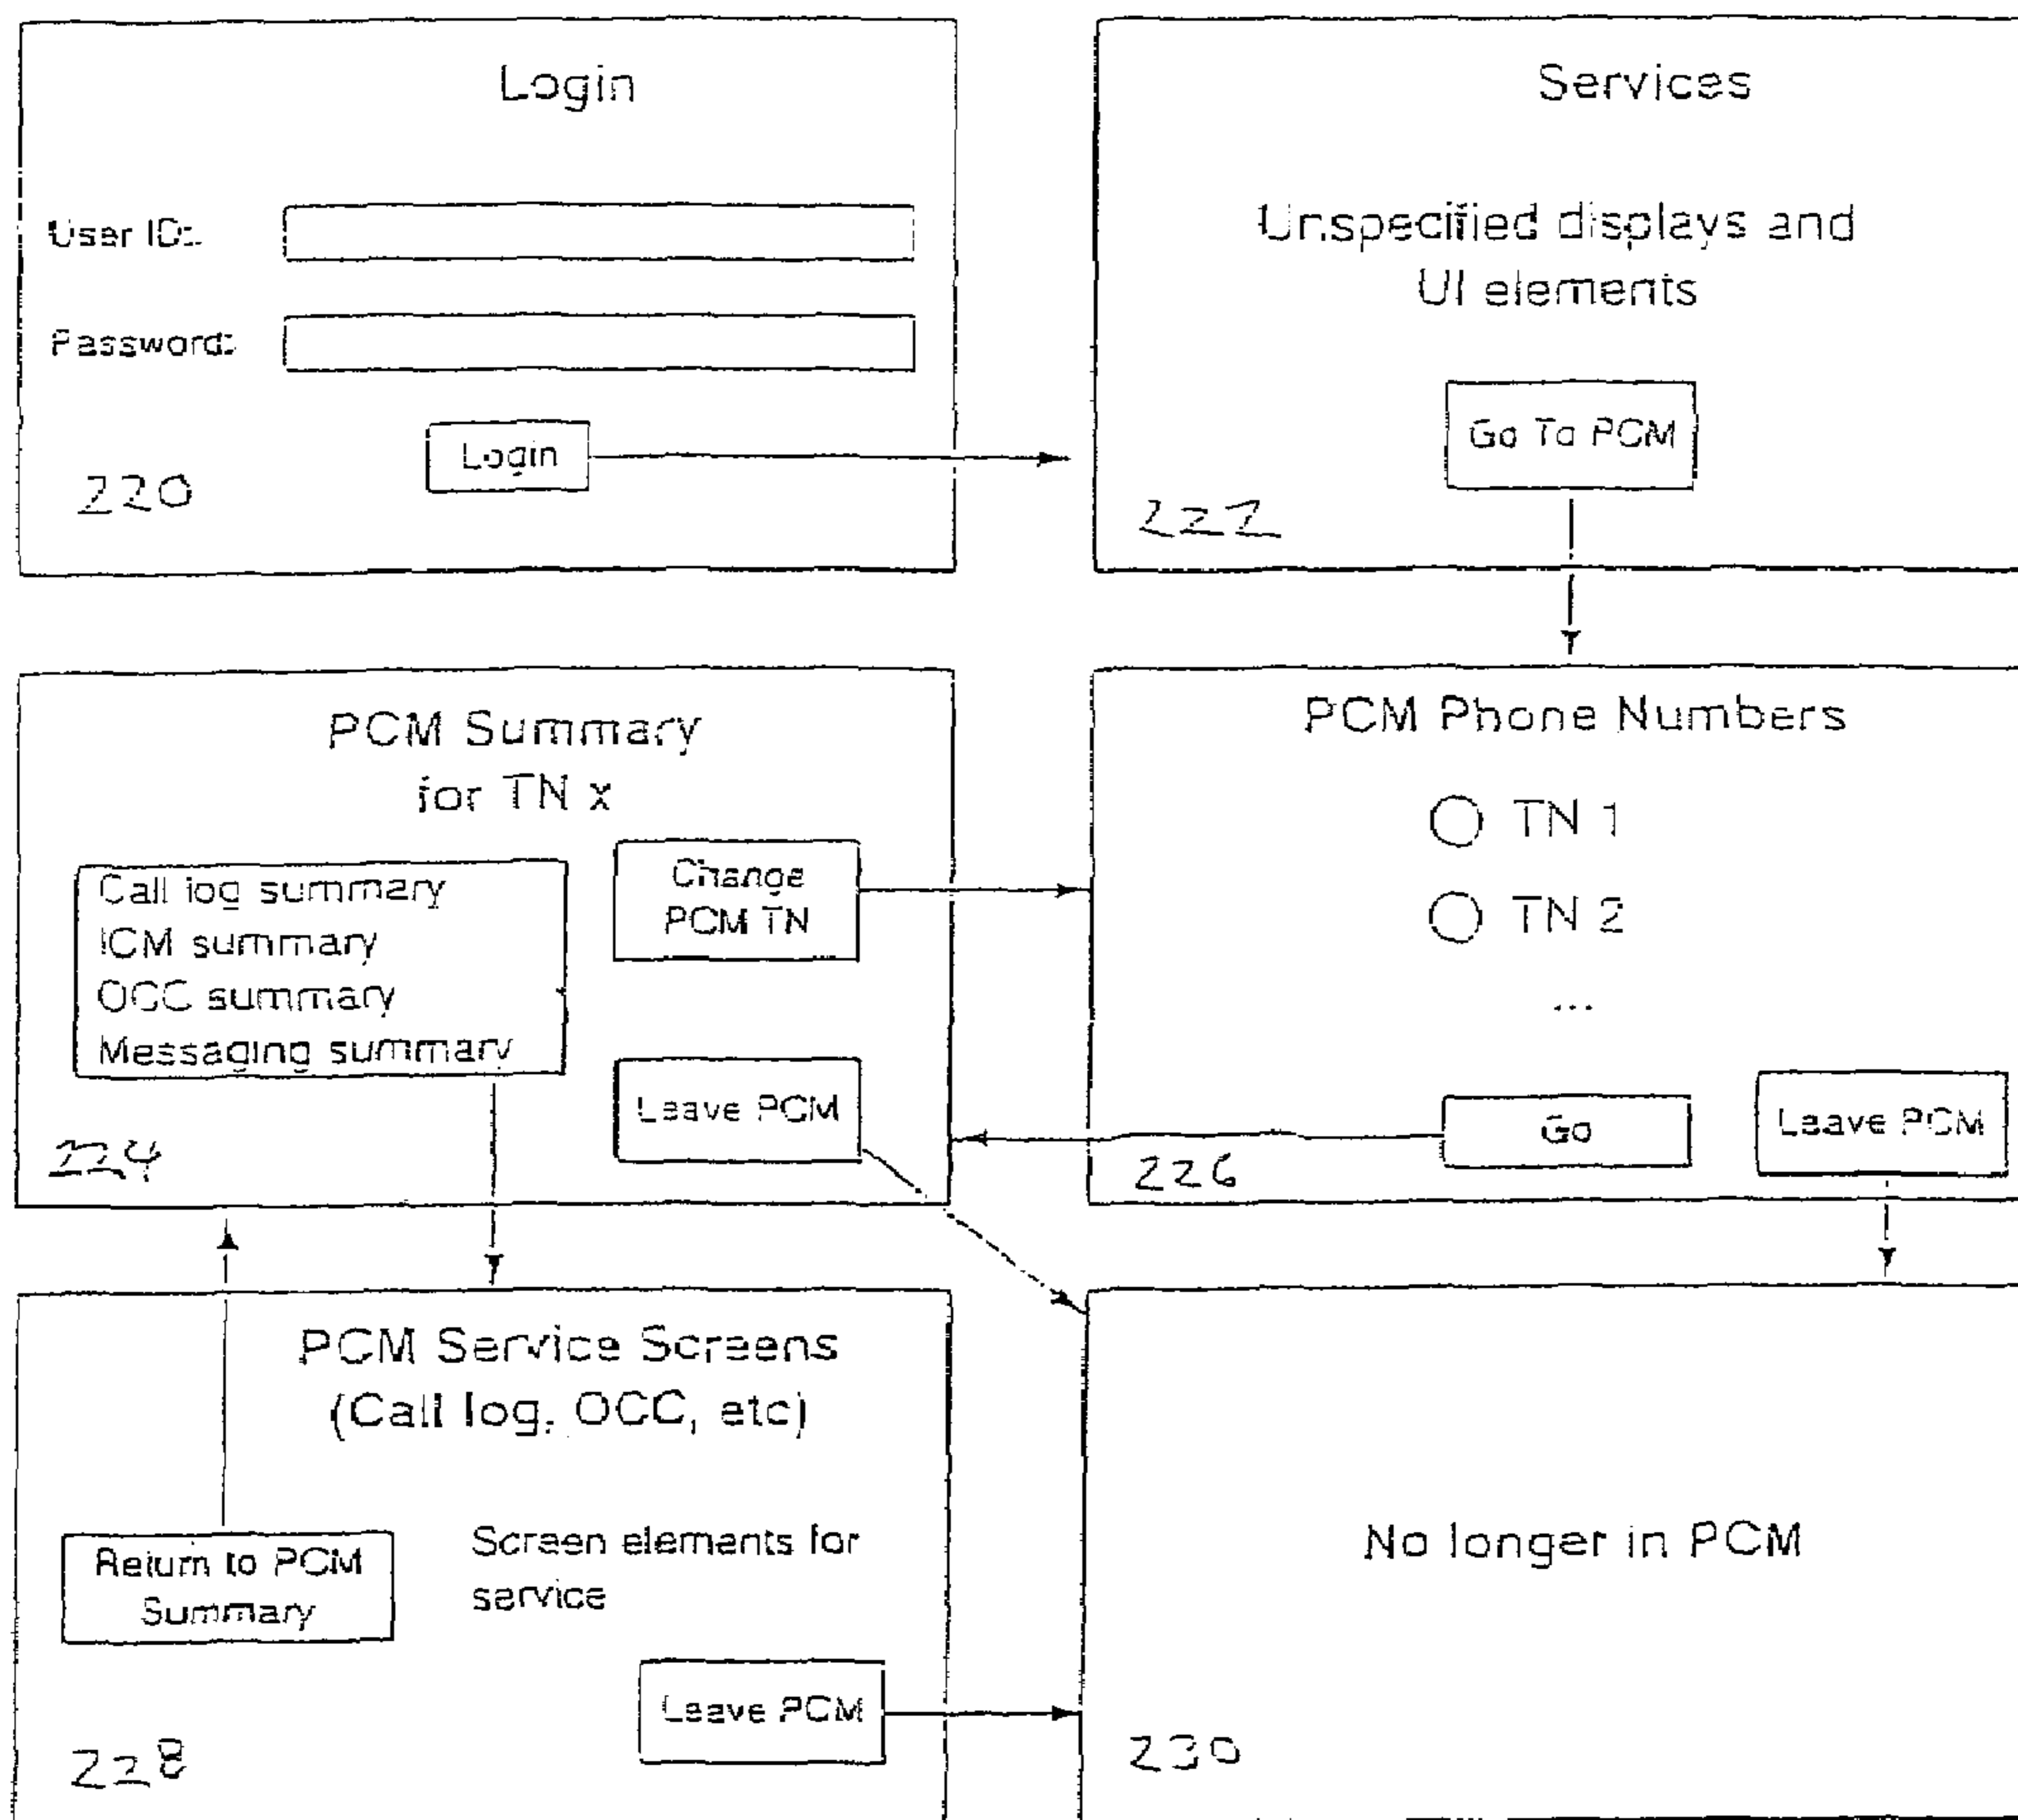 Login
User ID:
Password:
Login
220
Services
Unspecified displays and
UI elements
Go To PCM
222
PCM Summary
for TN x
Call log summary
ICM summary
OCC summary
Messaging summary
Change
PCM TN
Leave PCM
224
PCM Phone Numbers
TN 1
TN 2
...
Go
Leave PCM
226
PCM Service Screens
(Call log, OCC, etc)
Return to PCM
Summary
Screen elements for
service
Leave PCM
228
No longer in PCM
230